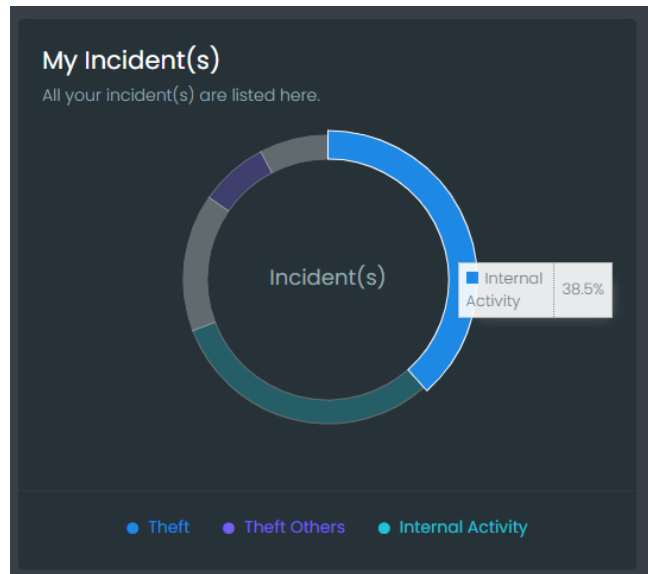 My Incident(s)
All your incident(s) are listed here.
Incident(s)
Internal
Activity
38.5%
Theft
Theft Others
Internal Activity